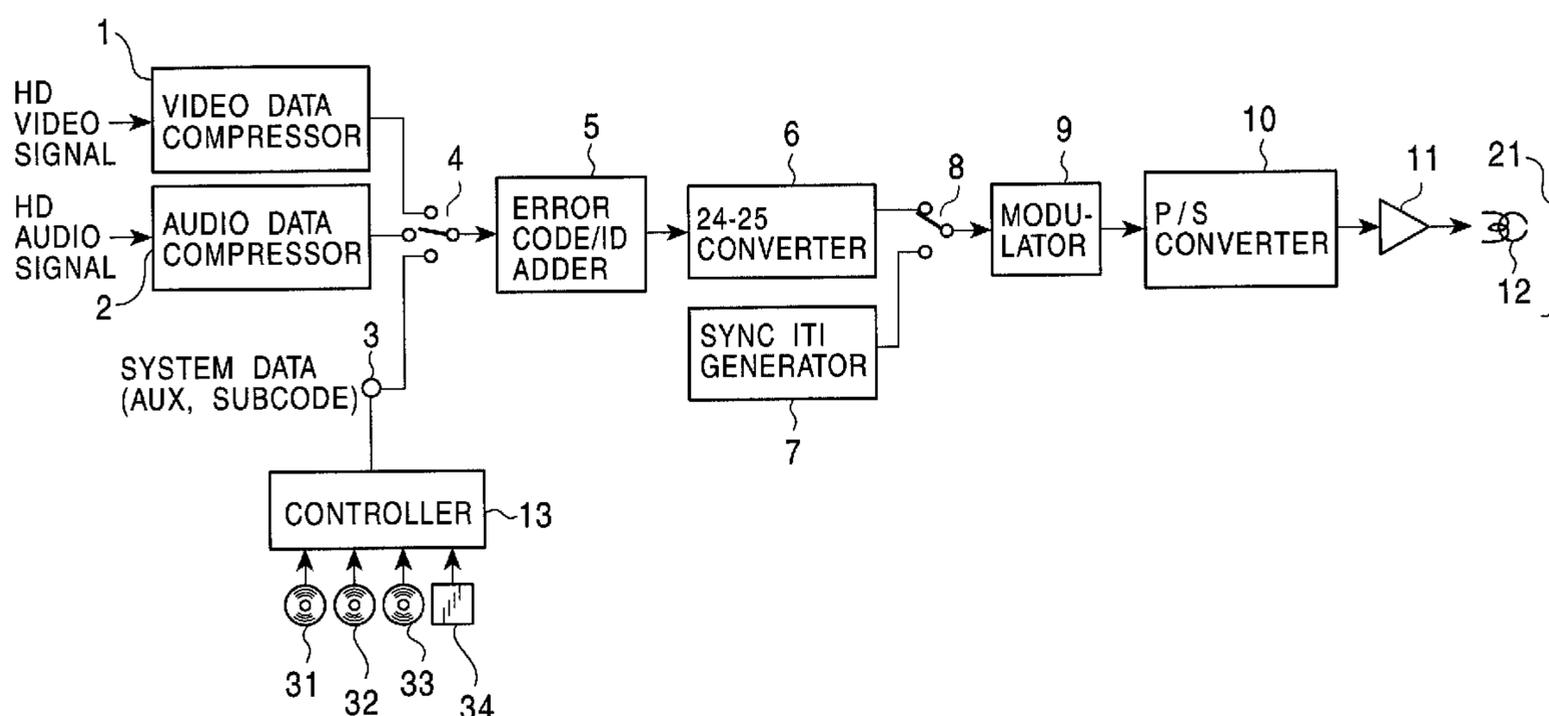 1
HD
VIDEO
SIGNAL
VIDEO DATA
COMPRESSOR
HD
AUDIO
SIGNAL
AUDIO DATA
COMPRESSOR
2
4
3
SYSTEM DATA
(AUX, SUBCODE)
5
ERROR
CODE/ID
ADDER
6
24-25
CONVERTER
SYNC ITI
GENERATOR
7
8
9
MODU-
LATOR
10
P/S
CONVERTER
11
21
12
CONTROLLER
13
31
32
33
34